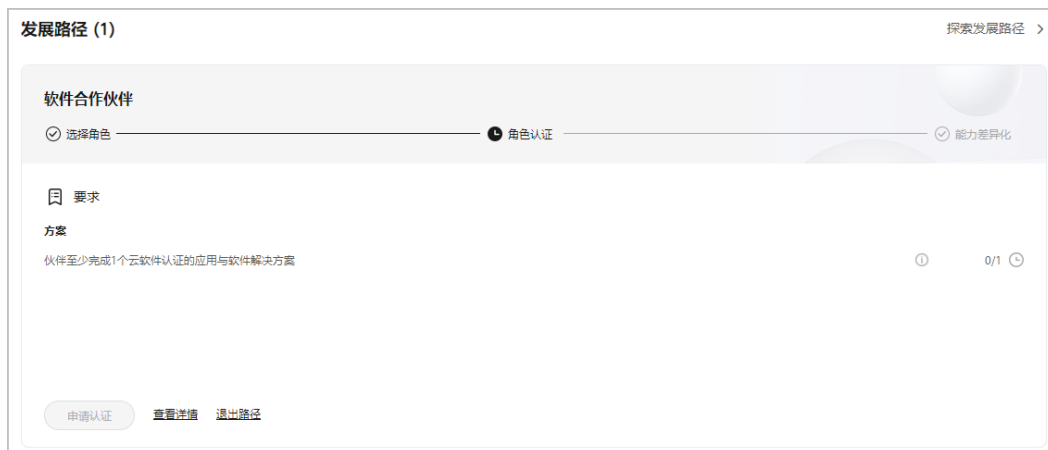 发展路径 (1)
探索发展路径
软件合作伙伴
选择角色
角色认证
能力差异化
要求
方案
伙伴至少完成1个云软件认证的应用与软件解决方案
0/1
申请认证
查看详情
退出路径